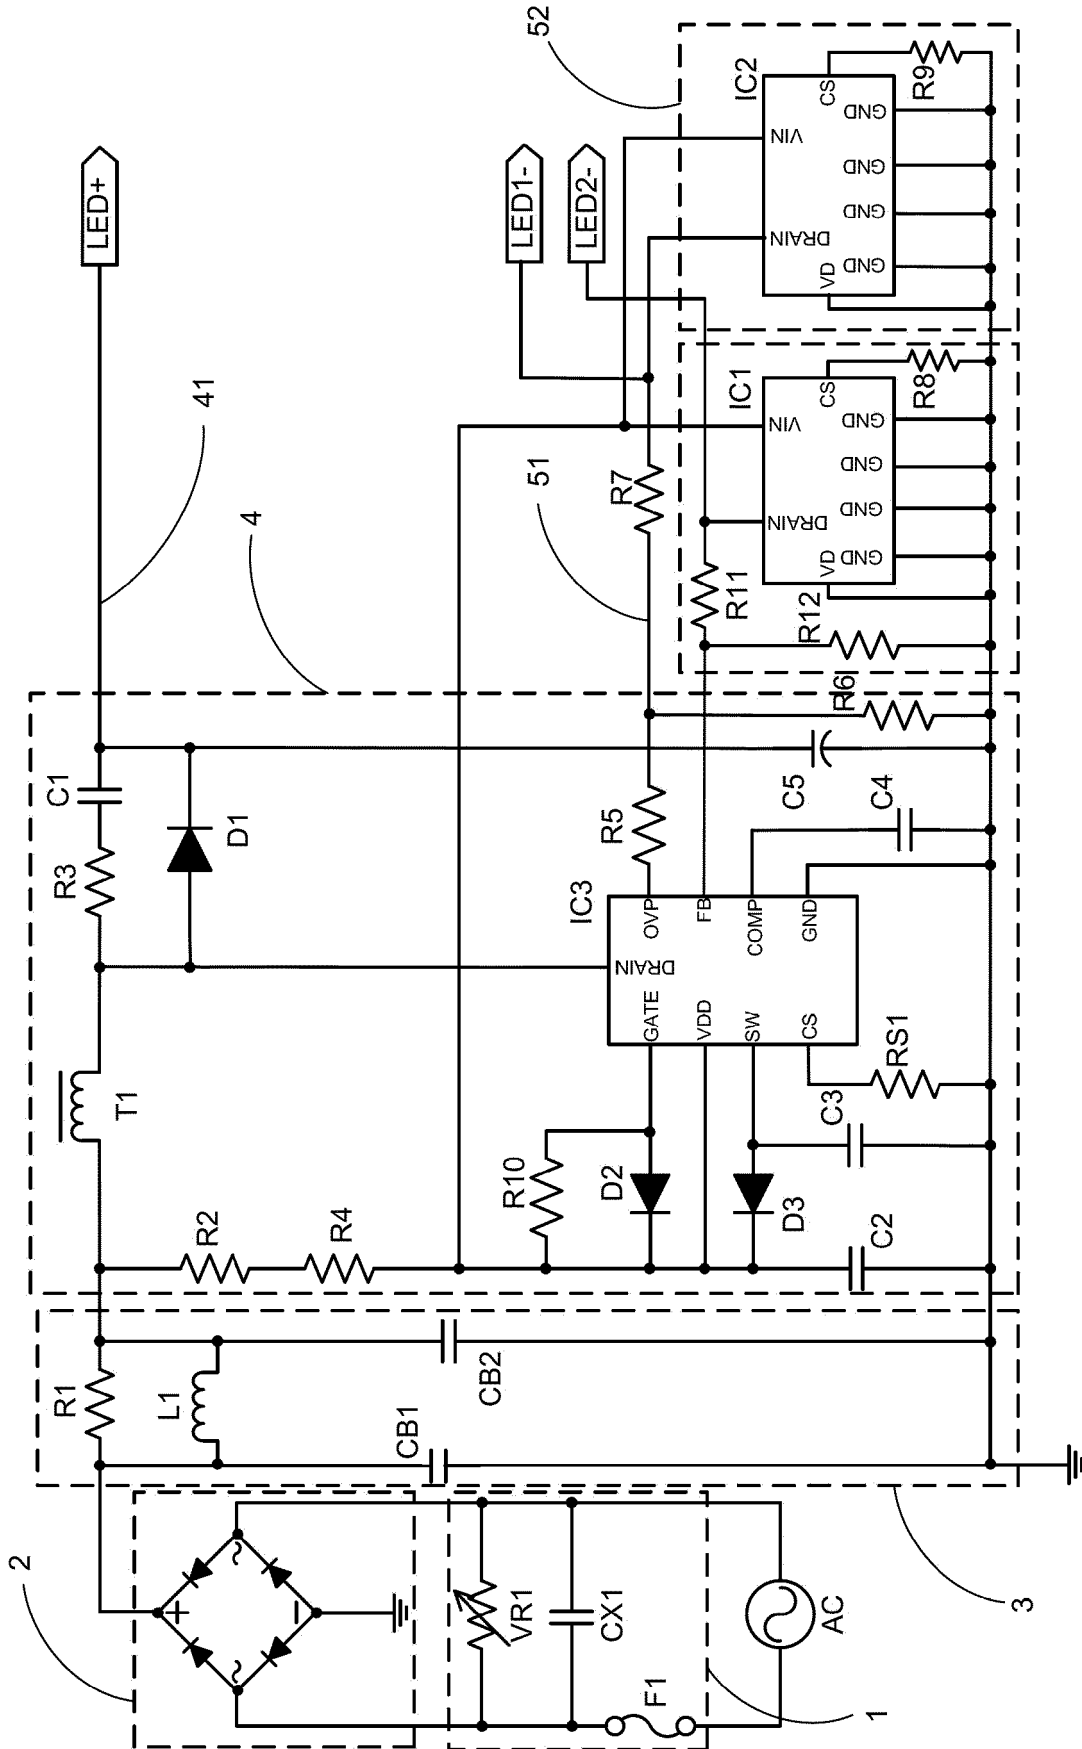 52
LED+
LED1-
LED2-
IC2
VIN
DRAIN
VD
CS
GND
GND
GND
GND
R9
41
4
51
R7
IC1
VIN
DRAIN
VD
CS
GND
GND
GND
GND
R8
R11
R12
R6
C1
R3
D1
T1
R5
C5
C4
IC3
OVP
FB
COMP
GND
DRAIN
GATE
VDD
SW
CS
RS1
C3
R10
D2
D3
C2
R2
R4
R1
L1
CB1
CB2
2
+
~
~
−
VR1
CX1
F1
AC
1
3